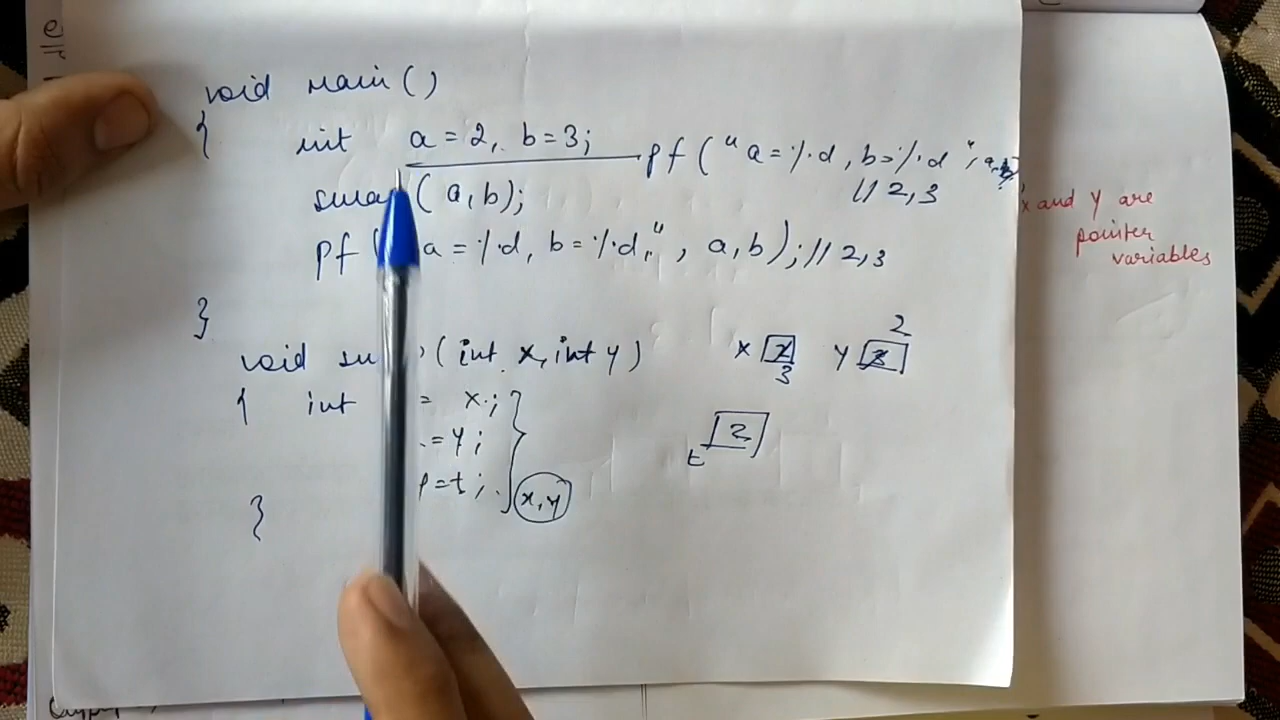 void main()
{ int a = 2, b = 3; pf ("a = %d, b = %d",
// 2,3
( a, b);
pf ( a = %d, b = %d," , a, b); // 2,3
}
void (int x, int y) x 2 3 y 3 2
{ int = x;
= y; t 2
= t; x, y
}
x and y are
pointer
variables